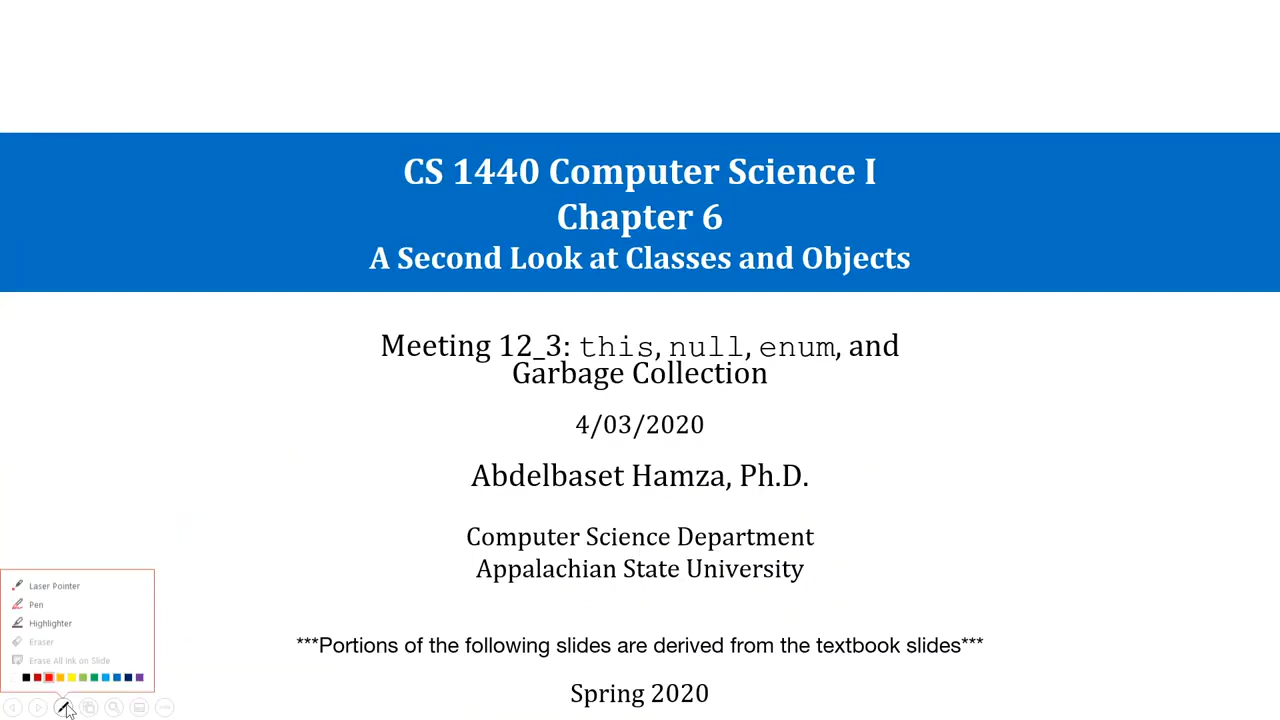 CS 1440 Computer Science I
Chapter 6
A Second Look at Classes and Objects
Meeting 12_3: this, null, enum, and
Garbage Collection
4/03/2020
Abdelbaset Hamza, Ph.D.
Computer Science Department
Appalachian State University
***Portions of the following slides are derived from the textbook slides***
Spring 2020
Laser Pointer
Pen
Highlighter
Eraser
Erase All Ink on Slide